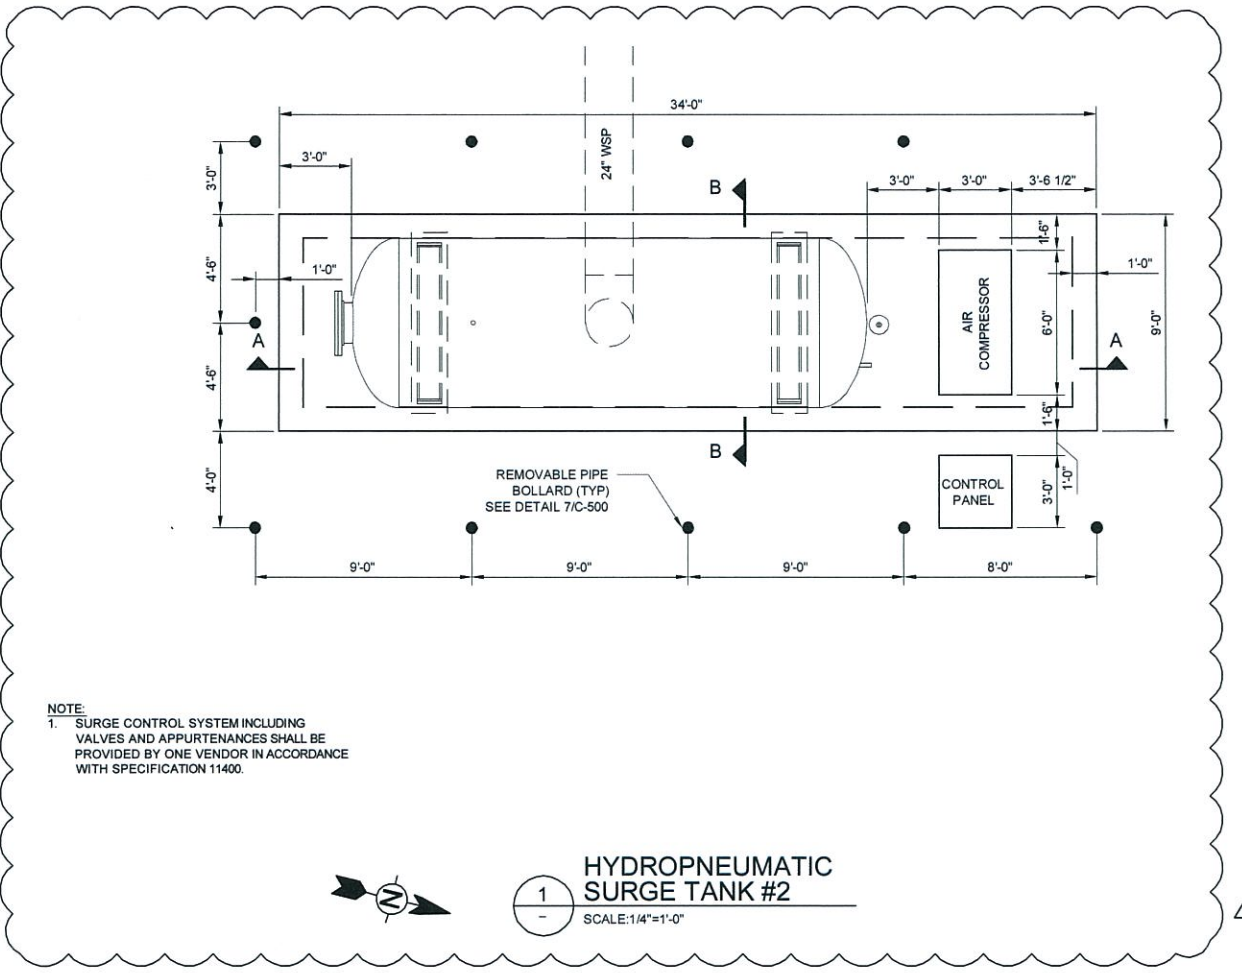 34'-0"
3'-0"
3'-0"
24" WSP
B
3'-0"
3'-0"
3'-6 1/2"
4'-6"
1'-0"
1'-6"
1'-0"
AIR
COMPRESSOR
6'-0"
9'-0"
A
A
4'-6"
1'-6"
B
4'-0"
REMOVABLE PIPE
BOLLARD (TYP)
SEE DETAIL 7/C-500
CONTROL
PANEL
3'-0"
1'-0"
9'-0"
9'-0"
9'-0"
8'-0"
NOTE:
1. SURGE CONTROL SYSTEM INCLUDING
VALVES AND APPURTENANCES SHALL BE
PROVIDED BY ONE VENDOR IN ACCORDANCE
WITH SPECIFICATION 11400.
N
1
-
HYDROPNEUMATIC
SURGE TANK #2
SCALE:1/4"=1'-0"